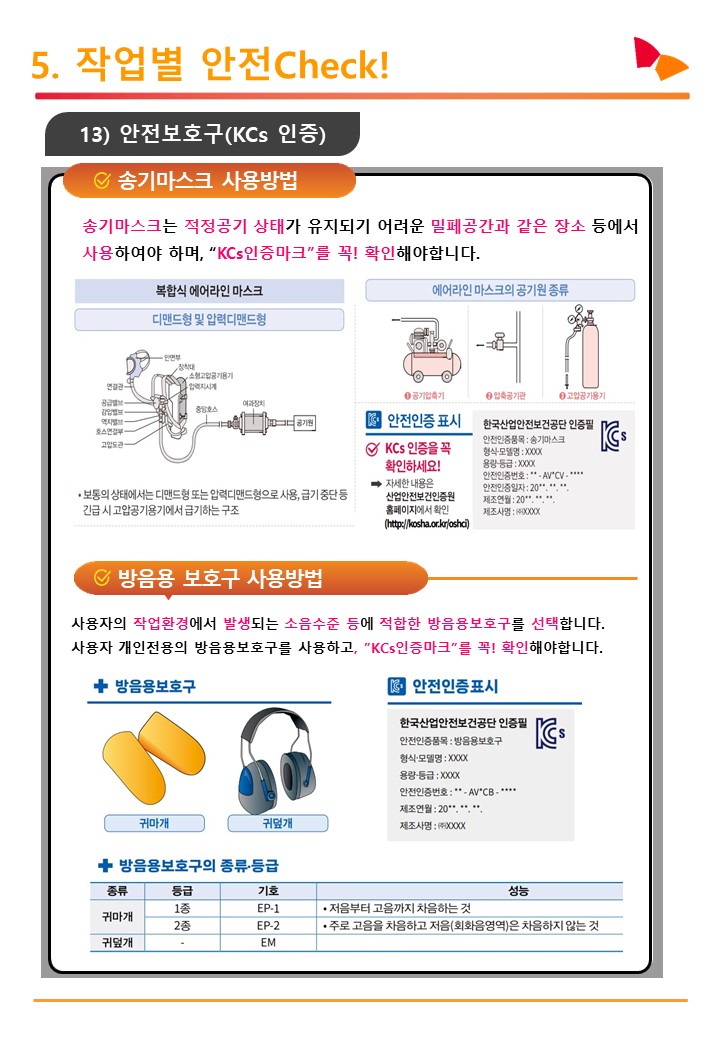 5. 작업별 안전Check!
13) 안전보호구(KCs 인증)
송기마스크 사용방법
송기마스크는 적정공기 상태가 유지되기 어려운 밀폐공간과 같은 장소 등에서
사용하여야 하며, “KCs인증마크”를 꼭! 확인해야합니다.
복합식 에어라인 마스크
디맨드형 및 압력디맨드형
안면부
장착대
소형고압공기용기
압력지시계
연결관
공급밸브
감압밸브
역지밸브
호스연결부
고압도관
중압호스
여과장치
공기원
• 보통의 상태에서는 디맨드형 또는 압력디맨드형으로 사용, 급기 중단 등
긴급 시 고압공기용기에서 급기하는 구조
에어라인 마스크의 공기원 종류
❶ 공기압축기
❷ 압축공기관
❸ 고압공기용기
안전인증 표시
KCs 인증을 꼭
확인하세요!
➡ 자세한 내용은
산업안전보건인증원
홈페이지에서 확인
(http://kosha.or.kr/oshci)
한국산업안전보건공단 인증필
안전인증품목 : 송기마스크
형식·모델명 : XXXX
용량·등급 : XXXX
안전인증번호 : ** - AV*CV - ****
안전인증일자 : 20**. **. **.
제조연월 : 20**. **. **.
제조사명 : ㈜XXXX
방음용 보호구 사용방법
사용자의 작업환경에서 발생되는 소음수준 등에 적합한 방음용보호구를 선택합니다.
사용자 개인전용의 방음용보호구를 사용하고, ”KCs인증마크”를 꼭! 확인해야합니다.
방음용보호구
귀마개
귀덮개
안전인증표시
한국산업안전보건공단 인증필
안전인증품목 : 방음용보호구
형식·모델명 : XXXX
용량·등급 : XXXX
안전인증번호 : ** - AV*CB - ****
제조연월 : 20**. **. **.
제조사명 : ㈜XXXX
방음용보호구의 종류·등급
종류 등급 기호 성능
귀마개 1종 EP-1 • 저음부터 고음까지 차음하는 것
2종 EP-2 • 주로 고음을 차음하고 저음(회화음영역)은 차음하지 않는 것
귀덮개 - EM